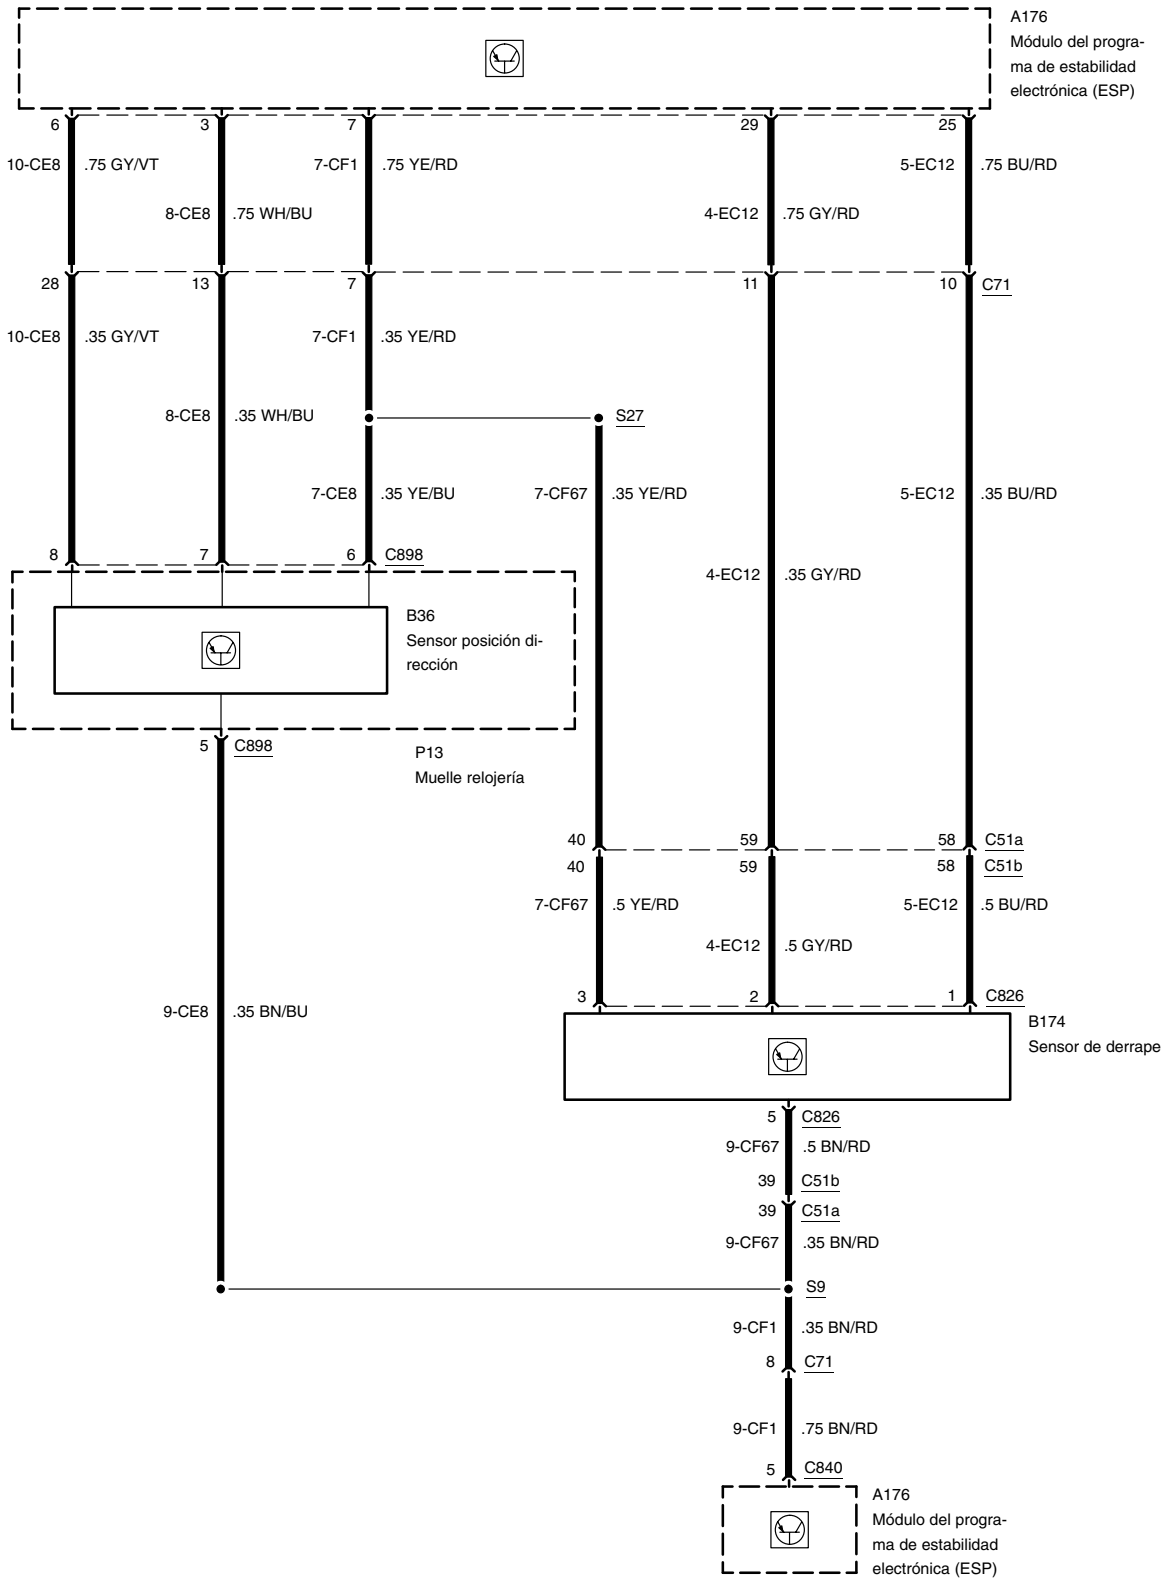 A176
Módulo del progra-
ma de estabilidad
electrónica (ESP)
6 3 7 29 25
10-CE8 .75 GY/VT 7-CF1 .75 YE/RD 5-EC12 .75 BU/RD
8-CE8 .75 WH/BU 4-EC12 .75 GY/RD
28 13 7 11 10 C71
10-CE8 .35 GY/VT 7-CF1 .35 YE/RD
8-CE8 .35 WH/BU S27
7-CE8 .35 YE/BU 7-CF67 .35 YE/RD 5-EC12 .35 BU/RD
8 7 6 C898
4-EC12 .35 GY/RD
B36
Sensor posición di-
rección
5 C898
P13
Muelle relojería
40 59 58 C51a
40 59 58 C51b
7-CF67 .5 YE/RD 5-EC12 .5 BU/RD
4-EC12 .5 GY/RD
3 2 1 C826
9-CE8 .35 BN/BU
B174
Sensor de derrape
5 C826
9-CF67 .5 BN/RD
39 C51b
39 C51a
9-CF67 .35 BN/RD
S9
9-CF1 .35 BN/RD
8 C71
9-CF1 .75 BN/RD
5 C840
A176
Módulo del progra-
ma de estabilidad
electrónica (ESP)